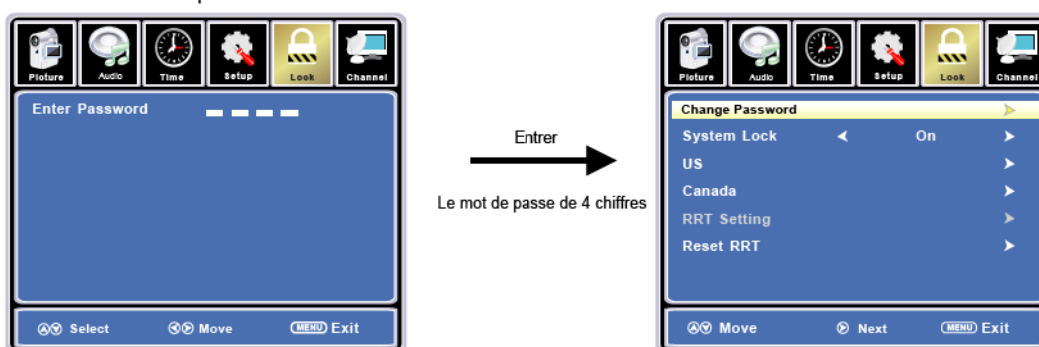 Picture Audio Time Setup Lock Channel
Enter Password
Select Move MENU Exit
Entrer
Le mot de passe de 4 chiffres
Picture Audio Time Setup Lock Channel
Change Password
System Lock On
US
Canada
RRT Setting
Reset RRT
Move Next MENU Exit